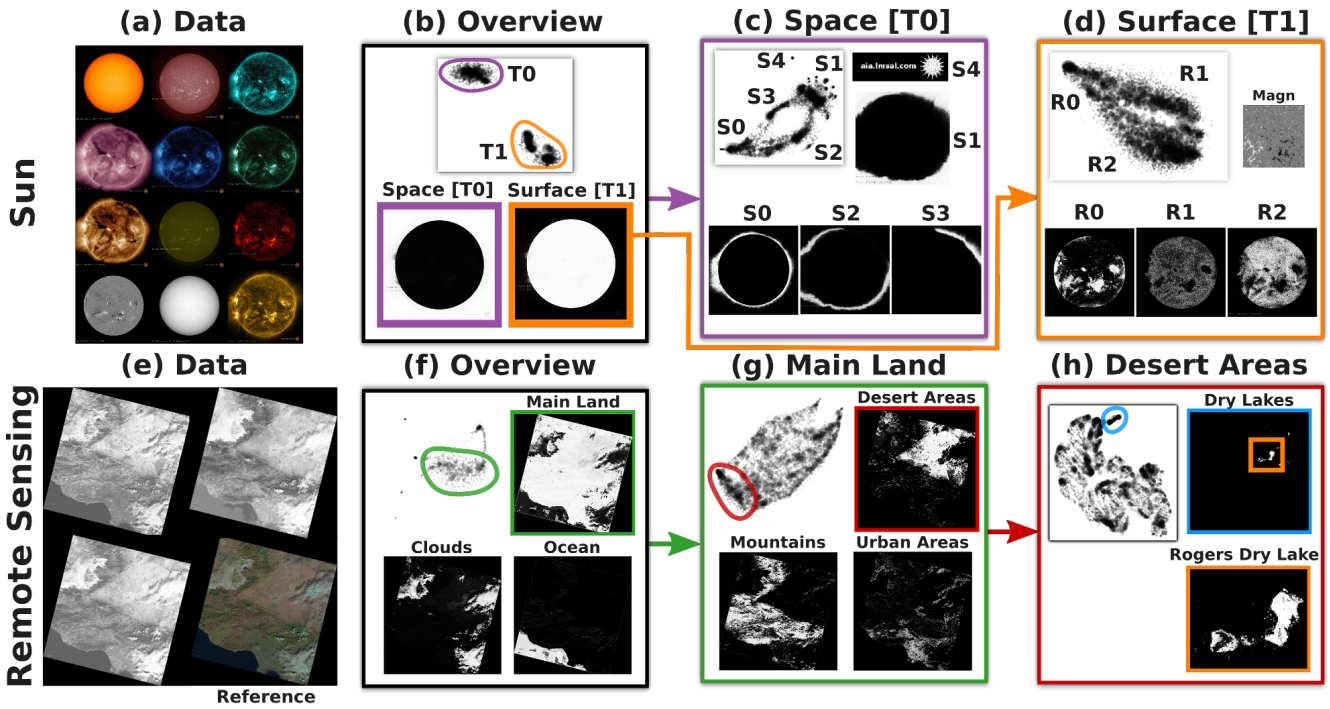 (a) Data
(b) Overview
(c) Space [T0]
(d) Surface [T1]
Sun
T0
T1
Space [T0]
Surface [T1]
S4
S1
S3
S0
S2
aia.lmsal.com
S4
S1
S0
S2
S3
R0
R1
R2
Magn
R0
R1
R2
(e) Data
(f) Overview
(g) Main Land
(h) Desert Areas
Remote Sensing
Reference
Main Land
Clouds
Ocean
Desert Areas
Mountains
Urban Areas
Dry Lakes
Rogers Dry Lake